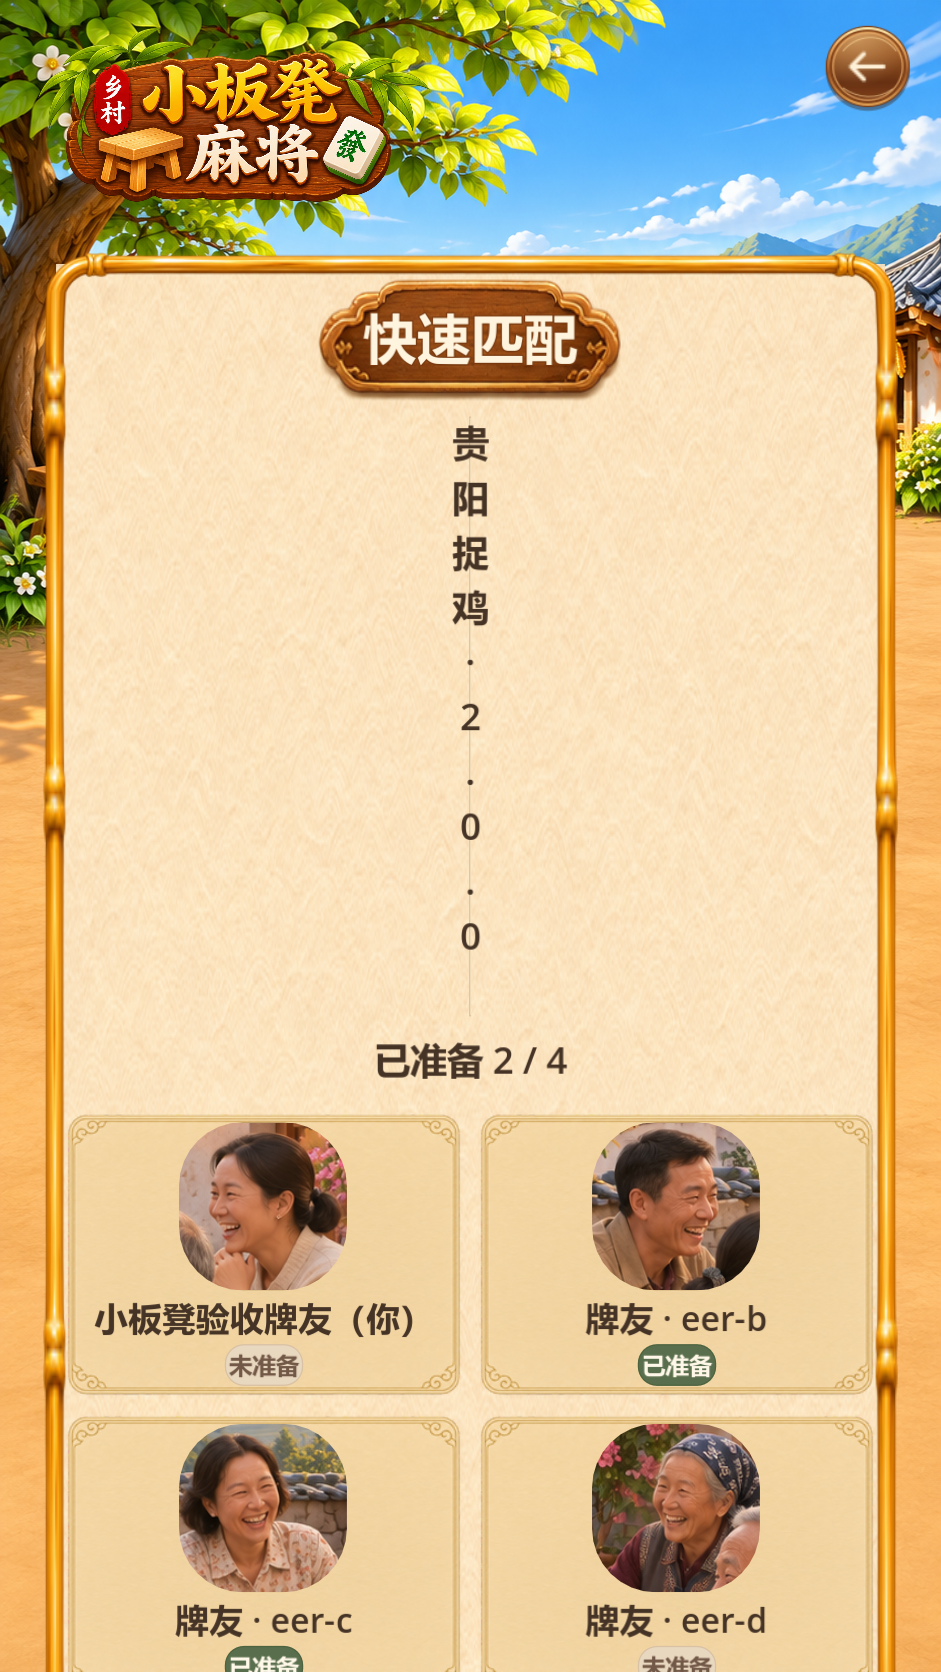 乡村
小板凳
麻将
發
快速匹配
贵
阳
捉
鸡
·
2
·
0
·
0
已准备 2 / 4
小板凳验收牌友（你）
未准备
牌友 · eer-b
已准备
牌友 · eer-c
已准备
牌友 · eer-d
未准备